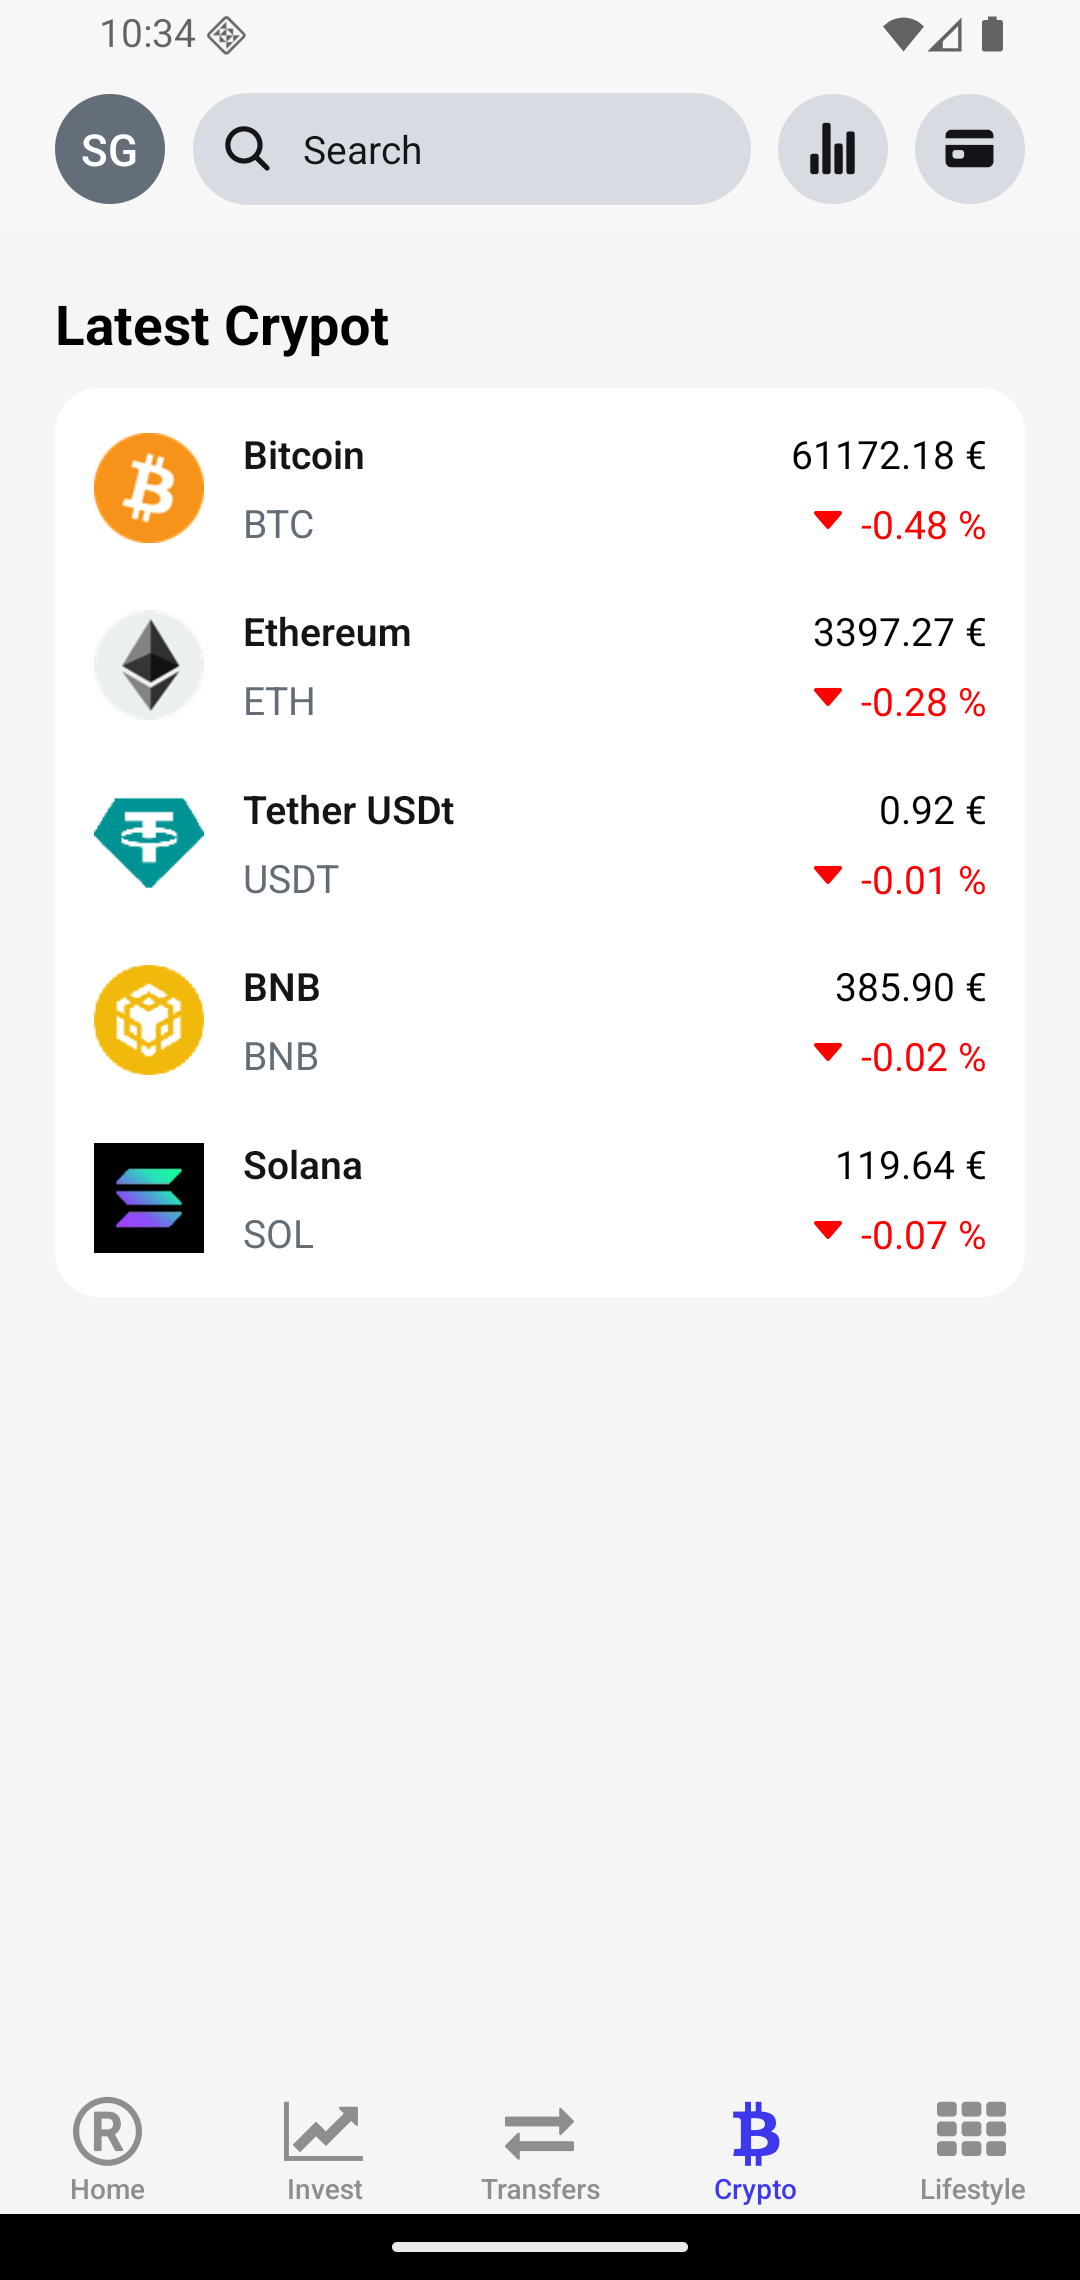 10:34
SG
Search
Latest Crypot
Bitcoin
61172.18 €
BTC
-0.48 %
Ethereum
3397.27 €
ETH
-0.28 %
Tether USDt
0.92 €
USDT
-0.01 %
BNB
385.90 €
BNB
-0.02 %
Solana
119.64 €
SOL
-0.07 %
Home
Invest
Transfers
Crypto
Lifestyle